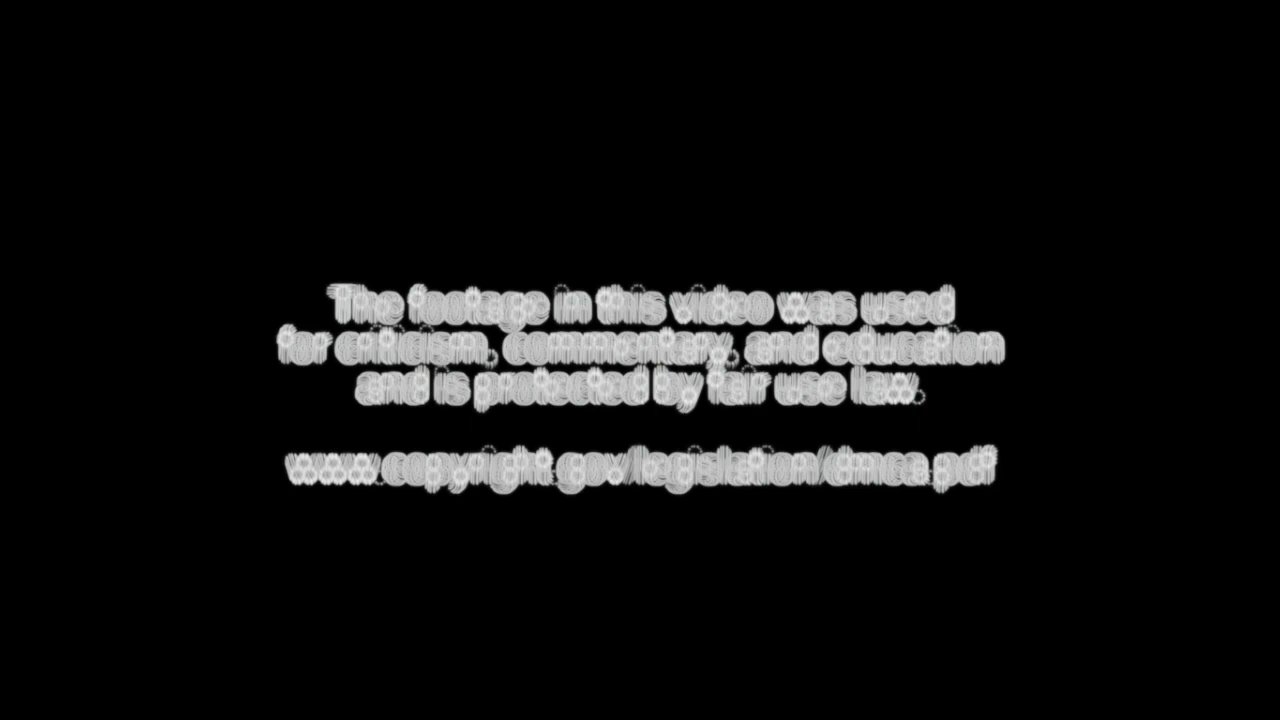 The footage in this video was used
for criticism, commentary, and education
and is protected by fair use law.
www.copyright.gov/legislation/dmca.pdf